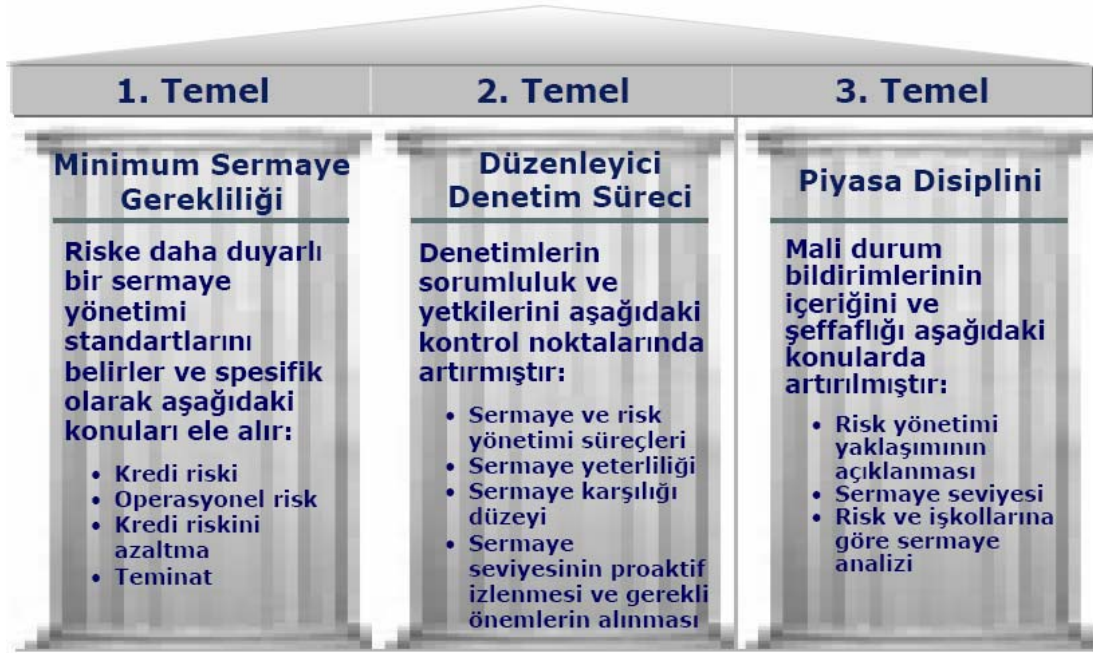 1. Temel
2. Temel
3. Temel
Minimum Sermaye
Gerekliliği
Riske daha duyarlı
bir sermaye
yönetimi
standartlarını
belirler ve spesifik
olarak aşağıdaki
konuları ele alır:
• Kredi riski
• Operasyonel risk
• Kredi riskini
azaltma
• Teminat
Düzenleyici
Denetim Süreci
Denetimlerin
sorumluluk ve
yetkilerini aşağıdaki
kontrol noktalarında
artırmıştır:
• Sermaye ve risk
yönetimi süreçleri
• Sermaye yeterliliği
• Sermaye karşılığı
düzeyi
• Sermaye
seviyesinin proaktif
izlenmesi ve gerekli
önemlerin alınması
Piyasa Disiplini
Mali durum
bildirimlerinin
içeriğini ve
şeffaflığı aşağıdaki
konularda
artırılmıştır:
• Risk yönetimi
yaklaşımının
açıklanması
• Sermaye seviyesi
• Risk ve işkollarına
göre sermaye
analizi